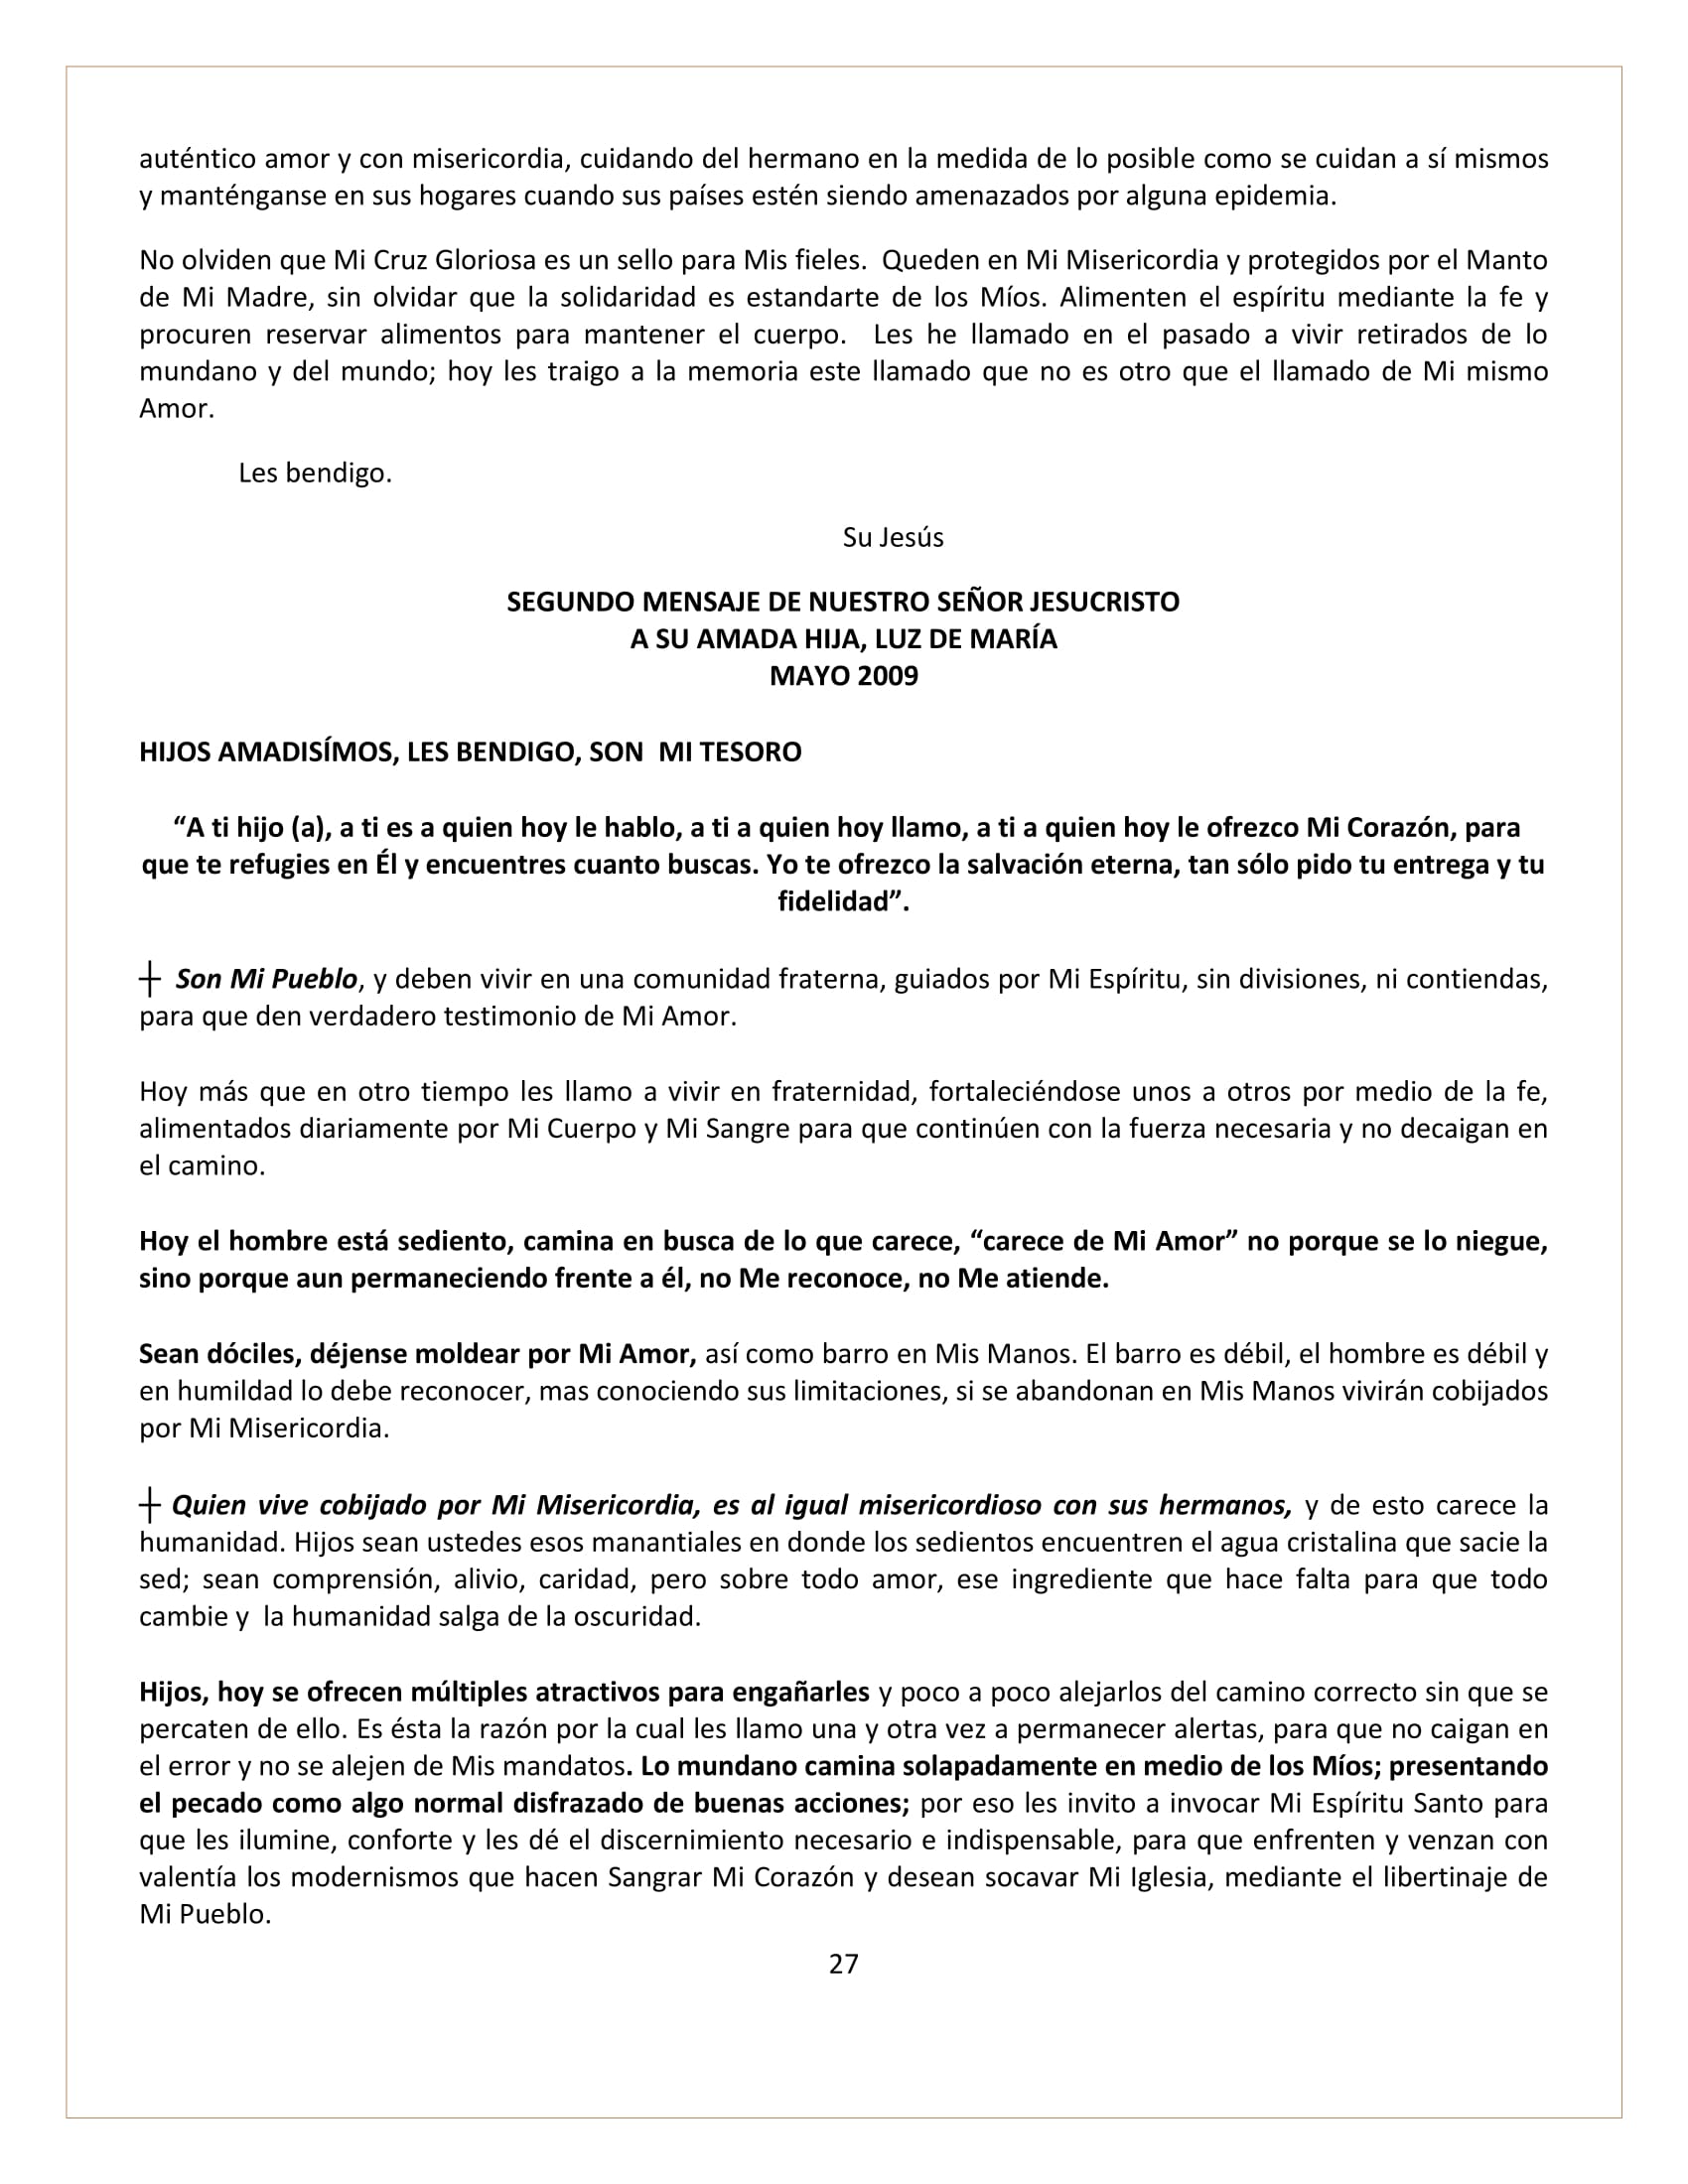 auténtico amor y con misericordia, cuidando del hermano en la medida de lo posible como se cuidan a sí mismos
y manténganse en sus hogares cuando sus países estén siendo amenazados por alguna epidemia.
No olviden que Mi Cruz Gloriosa es un sello para Mis fieles.  Queden en Mi Misericordia y protegidos por el Manto
de Mi Madre, sin olvidar que la solidaridad es estandarte de los Míos. Alimenten el espíritu mediante la fe y
procuren reservar alimentos para mantener el cuerpo.  Les he llamado en el pasado a vivir retirados de lo
mundano y del mundo; hoy les traigo a la memoria este llamado que no es otro que el llamado de Mi mismo
Amor.
Les bendigo.
Su Jesús
SEGUNDO MENSAJE DE NUESTRO SEÑOR JESUCRISTO
A SU AMADA HIJA, LUZ DE MARÍA
MAYO 2009
HIJOS AMADISÍMOS, LES BENDIGO, SON  MI TESORO
“A ti hijo (a), a ti es a quien hoy le hablo, a ti a quien hoy llamo, a ti a quien hoy le ofrezco Mi Corazón, para
que te refugies en Él y encuentres cuanto buscas. Yo te ofrezco la salvación eterna, tan sólo pido tu entrega y tu
fidelidad”.
┼ Son Mi Pueblo, y deben vivir en una comunidad fraterna, guiados por Mi Espíritu, sin divisiones, ni contiendas,
para que den verdadero testimonio de Mi Amor.
Hoy más que en otro tiempo les llamo a vivir en fraternidad, fortaleciéndose unos a otros por medio de la fe,
alimentados diariamente por Mi Cuerpo y Mi Sangre para que continúen con la fuerza necesaria y no decaigan en
el camino.
Hoy el hombre está sediento, camina en busca de lo que carece, “carece de Mi Amor” no porque se lo niegue,
sino porque aun permaneciendo frente a él, no Me reconoce, no Me atiende.
Sean dóciles, déjense moldear por Mi Amor, así como barro en Mis Manos. El barro es débil, el hombre es débil y
en humildad lo debe reconocer, mas conociendo sus limitaciones, si se abandonan en Mis Manos vivirán cobijados
por Mi Misericordia.
┼ Quien vive cobijado por Mi Misericordia, es al igual misericordioso con sus hermanos, y de esto carece la
humanidad. Hijos sean ustedes esos manantiales en donde los sedientos encuentren el agua cristalina que sacie la
sed; sean comprensión, alivio, caridad, pero sobre todo amor, ese ingrediente que hace falta para que todo
cambie y  la humanidad salga de la oscuridad.
Hijos, hoy se ofrecen múltiples atractivos para engañarles y poco a poco alejarlos del camino correcto sin que se
percaten de ello. Es ésta la razón por la cual les llamo una y otra vez a permanecer alertas, para que no caigan en
el error y no se alejen de Mis mandatos. Lo mundano camina solapadamente en medio de los Míos; presentando
el pecado como algo normal disfrazado de buenas acciones; por eso les invito a invocar Mi Espíritu Santo para
que les ilumine, conforte y les dé el discernimiento necesario e indispensable, para que enfrenten y venzan con
valentía los modernismos que hacen Sangrar Mi Corazón y desean socavar Mi Iglesia, mediante el libertinaje de
Mi Pueblo.
27